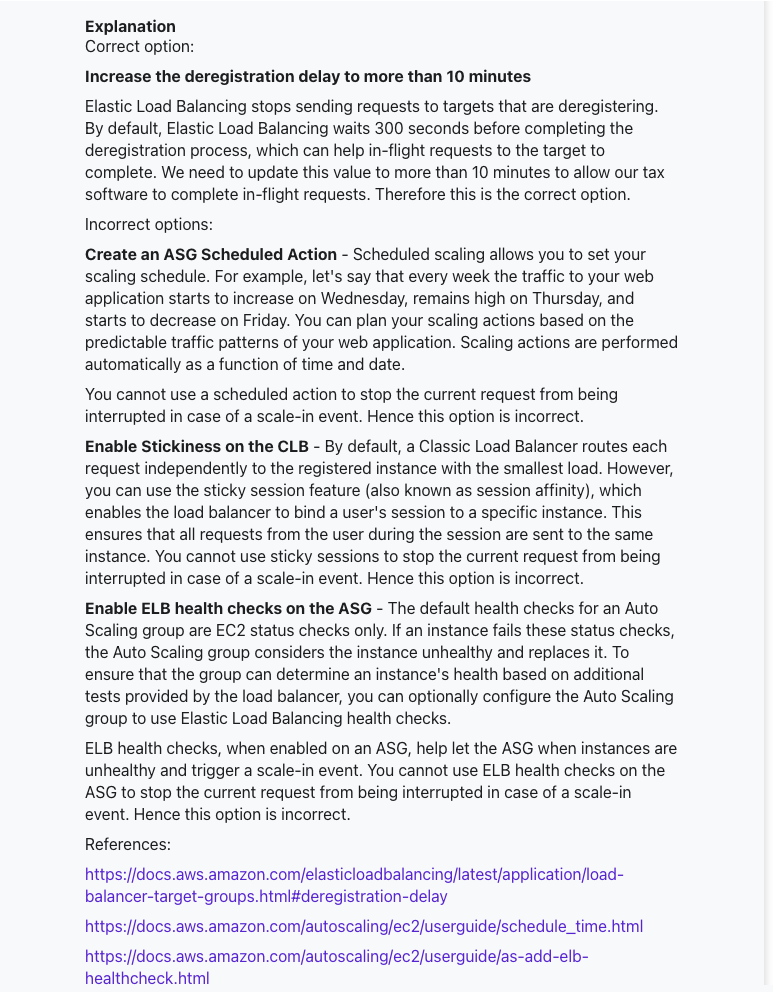 Explanation
Correct option:
Increase the deregistration delay to more than 10 minutes
Elastic Load Balancing stops sending requests to targets that are deregistering.
By default, Elastic Load Balancing waits 300 seconds before completing the
deregistration process, which can help in-flight requests to the target to
complete. We need to update this value to more than 10 minutes to allow our tax
software to complete in-flight requests. Therefore this is the correct option.
Incorrect options:
Create an ASG Scheduled Action - Scheduled scaling allows you to set your
scaling schedule. For example, let's say that every week the traffic to your web
application starts to increase on Wednesday, remains high on Thursday, and
starts to decrease on Friday. You can plan your scaling actions based on the
predictable traffic patterns of your web application. Scaling actions are performed
automatically as a function of time and date.
You cannot use a scheduled action to stop the current request from being
interrupted in case of a scale-in event. Hence this option is incorrect.
Enable Stickiness on the CLB - By default, a Classic Load Balancer routes each
request independently to the registered instance with the smallest load. However,
you can use the sticky session feature (also known as session affinity), which
enables the load balancer to bind a user's session to a specific instance. This
ensures that all requests from the user during the session are sent to the same
instance. You cannot use sticky sessions to stop the current request from being
interrupted in case of a scale-in event. Hence this option is incorrect.
Enable ELB health checks on the ASG - The default health checks for an Auto
Scaling group are EC2 status checks only. If an instance fails these status checks,
the Auto Scaling group considers the instance unhealthy and replaces it. To
ensure that the group can determine an instance's health based on additional
tests provided by the load balancer, you can optionally configure the Auto Scaling
group to use Elastic Load Balancing health checks.
ELB health checks, when enabled on an ASG, help let the ASG when instances are
unhealthy and trigger a scale-in event. You cannot use ELB health checks on the
ASG to stop the current request from being interrupted in case of a scale-in
event. Hence this option is incorrect.
References:
https://docs.aws.amazon.com/elasticloadbalancing/latest/application/load-
balancer-target-groups.html#deregistration-delay
https://docs.aws.amazon.com/autoscaling/ec2/userguide/schedule_time.html
https://docs.aws.amazon.com/autoscaling/ec2/userguide/as-add-elb-
healthcheck.html